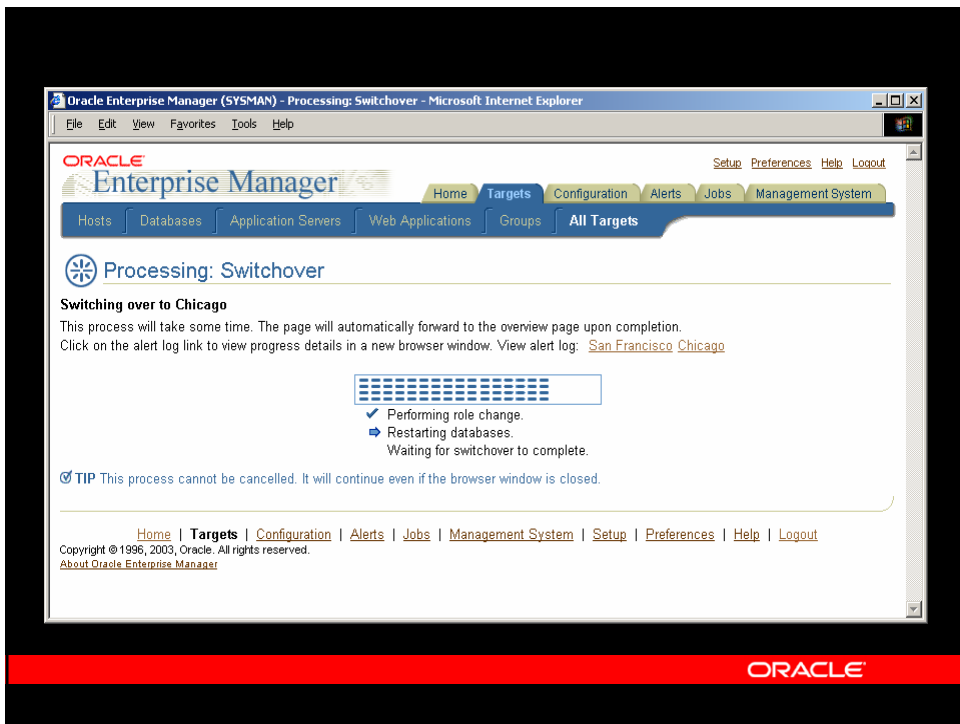 Oracle Enterprise Manager (SYSMAN) - Processing: Switchover - Microsoft Internet Explorer
File Edit View Favorites Tools Help
ORACLE
Enterprise Manager
Setup Preferences Help Logout
Home Targets Configuration Alerts Jobs Management System
Hosts Databases Application Servers Web Applications Groups All Targets
Processing: Switchover
Switching over to Chicago
This process will take some time. The page will automatically forward to the overview page upon completion.
Click on the alert log link to view progress details in a new browser window. View alert log: San Francisco Chicago
Performing role change.
Restarting databases.
Waiting for switchover to complete.
TIP This process cannot be cancelled. It will continue even if the browser window is closed.
Home | Targets | Configuration | Alerts | Jobs | Management System | Setup | Preferences | Help | Logout
Copyright © 1996, 2003, Oracle. All rights reserved.
About Oracle Enterprise Manager
ORACLE